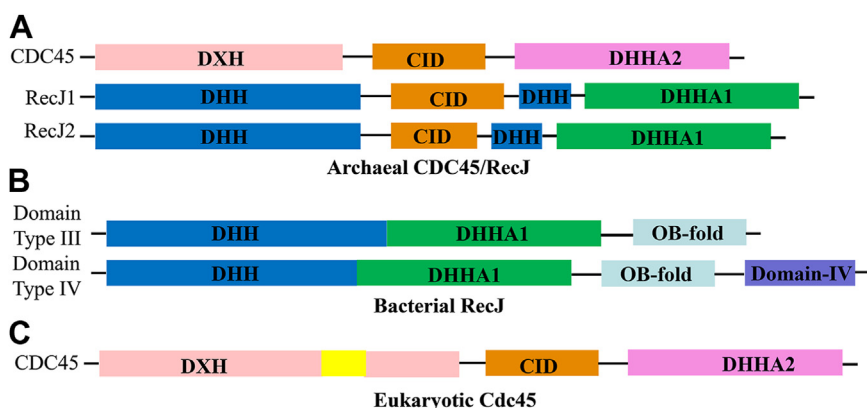 A
CDC45 DXH CID DHHA2
RecJ1 DHH CID DHH DHHA1
RecJ2 DHH CID DHH DHHA1
Archaeal CDC45/RecJ
B
Domain
Type III DHH DHHA1 OB-fold
Domain
Type IV DHH DHHA1 OB-fold Domain-IV
Bacterial RecJ
C
CDC45 DXH CID DHHA2
Eukaryotic Cdc45